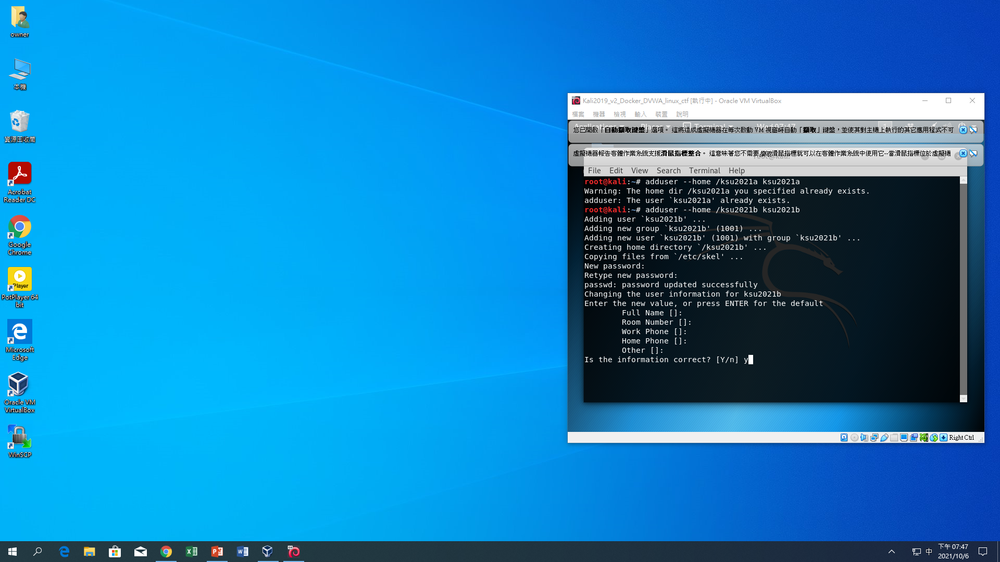 owner
本機
資源回收筒
Acrobat
Reader DC
Google
Chrome
Player
PotPlayer 64
bit
Microsoft
Edge
Oracle VM
VirtualBox
WinSCP
Kali2019_v2_Docker_DVWA_linux_ctf [執行中] - Oracle VM VirtualBox
檔案 機器 檢視 輸入 裝置 說明
您已開啟「自動擷取鍵盤」選項。 這將造成虛擬機器在每次啟動 VM 視窗時自動「擷取」鍵盤，並使其對主機上執行的其它應用程式不可
虛擬機器報告客體作業系統支援滑鼠指標整合。 這意味著您不需要擷取滑鼠指標就可以在客體作業系統中使用它--當滑鼠指標位於虛擬機
File Edit View Search Terminal Help
root@kali:~# adduser --home /ksu2021a ksu2021a
Warning: The home dir /ksu2021a you specified already exists.
adduser: The user `ksu2021a' already exists.
root@kali:~# adduser --home /ksu2021b ksu2021b
Adding user `ksu2021b' ...
Adding new group `ksu2021b' (1001) ...
Adding new user `ksu2021b' (1001) with group `ksu2021b' ...
Creating home directory `/ksu2021b' ...
Copying files from `/etc/skel' ...
New password:
Retype new password:
passwd: password updated successfully
Changing the user information for ksu2021b
Enter the new value, or press ENTER for the default
Full Name []:
Room Number []:
Work Phone []:
Home Phone []:
Other []:
Is the information correct? [Y/n] y
Right Ctrl
中
下午 07:47
2021/10/6